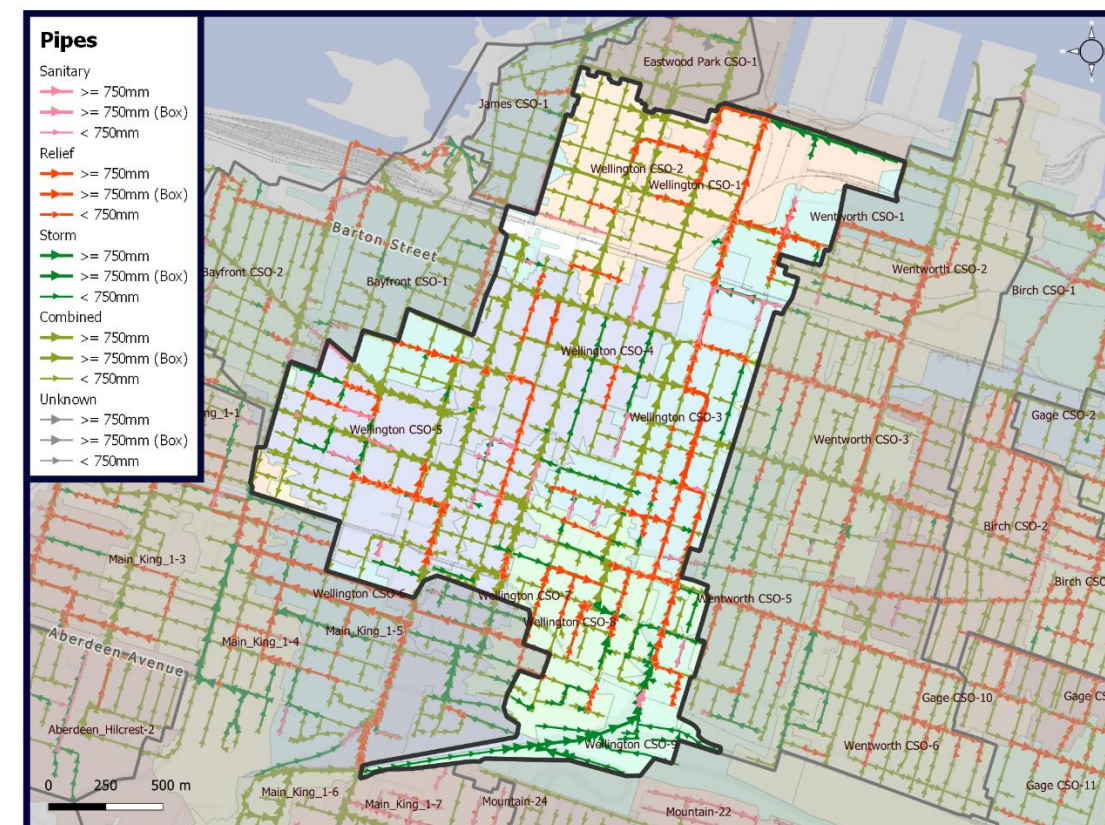 Pipes
Sanitary
>= 750mm
>= 750mm (Box)
< 750mm
Relief
>= 750mm
>= 750mm (Box)
< 750mm
Storm
>= 750mm
>= 750mm (Box)
< 750mm
Combined
>= 750mm
>= 750mm (Box)
< 750mm
Unknown
>= 750mm
>= 750mm (Box)
< 750mm
Eastwood Park CSO-1
James CSO-1
Wellington CSO-2
Wellington CSO-1
Wentworth CSO-1
Barton Street
Bayfront CSO-2
Bayfront CSO-1
Wentworth CSO-2
Birch CSO-1
Wellington CSO-4
Wellington CSO-3
Gage CSO-2
Wellington CSO-5
Wentworth CSO-3
Birch CSO-2
Main_King_1-3
Birch CSO
Wellington CSO-6
Wellington CSO-7
Wentworth CSO-5
Wellington CSO-8
Main_King_1-5
Main_King_1-4
Aberdeen Avenue
Gage CSO-10
Gage CS
Aberdeen_Hilcrest-2
Wellington CSO-9
Wentworth CSO-6
Gage CSO-11
0 250 500 m
Main_King_1-6
Main_King_1-7
Mountain-24
Mountain-22